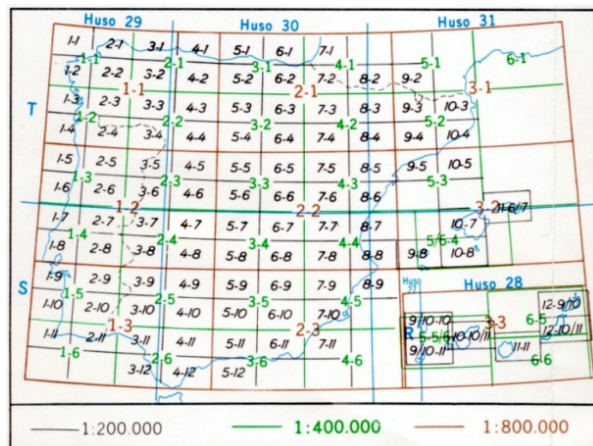 Huso 29 Huso 30 Huso 31
1-1 2-1 3-1 4-1 5-1 6-1 7-1
1-1 2-1 3-1 4-1 5-1 6-1
1-2 2-2 3-2 4-2 5-2 6-2 7-2 8-2 9-2
1-1 2-1 3-1
T
1-3 2-3 3-3 4-3 5-3 6-3 7-3 8-3 9-3 10-3
1-2 2-2 3-2 4-2 5-2
1-4 2-4 3-4 4-4 5-4 6-4 7-4 8-4 9-4 10-4
1-5 2-5 3-5 4-5 5-5 6-5 7-5 8-5 9-5 10-5
1-3 2-3 3-3 4-3 5-3
1-6 2-6 3-6 4-6 5-6 6-6 7-6 8-6
1-2 2-2 3-2 11-6/7
1-7 2-7 3-7 4-7 5-7 6-7 7-7 8-7 10-7
1-4 2-4 3-4 4-4 5/6-4
1-8 2-8 3-8 4-8 5-8 6-8 7-8 8-8 9-8 10-8
S
1-9 2-9 3-9 4-9 5-9 6-9 7-9 8-9
Huso 27 Huso 28
1-5 2-5 3-5 4-5
1-10 2-10 3-10 4-10 5-10 6-10 7-10
12-9/10
9/10-10 3-3 6-5
1-3 2-3
R 5-5/6 10-10/11 12-10/11
1-11 2-11 3-11 4-11 5-11 6-11 7-11
9/10-11 11-11
1-6 2-6 3-6 4-6 6-6
3-12 4-12 5-12
1:200.000 1:400.000 1:800.000